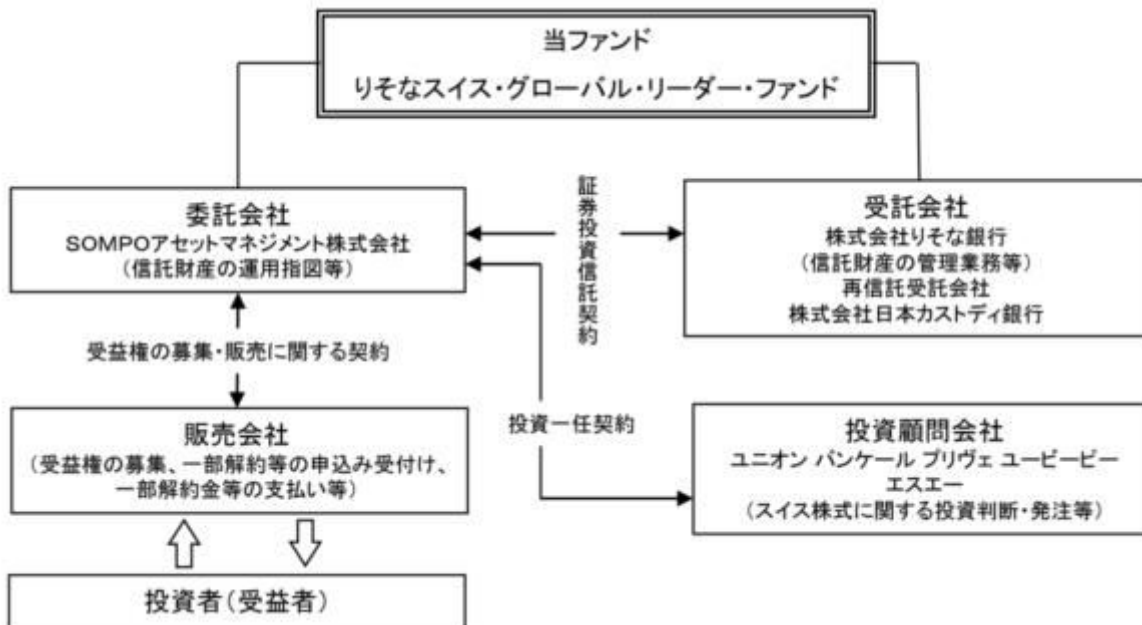 当ファンド
りそなスイス・グローバル・リーダー・ファンド
委託会社
SOMPOアセットマネジメント株式会社
(信託財産の運用指図等)
証券投資信託契約
受託会社
株式会社りそな銀行
(信託財産の管理業務等)
再信託受託会社
株式会社日本カストディ銀行
受益権の募集・販売に関する契約
販売会社
(受益権の募集、一部解約等の申込み受付け、
一部解約金等の支払い等)
投資一任契約
投資顧問会社
ユニオン バンケール プリヴェ ユービーピー
エスエー
(スイス株式に関する投資判断・発注等)
投資者(受益者)